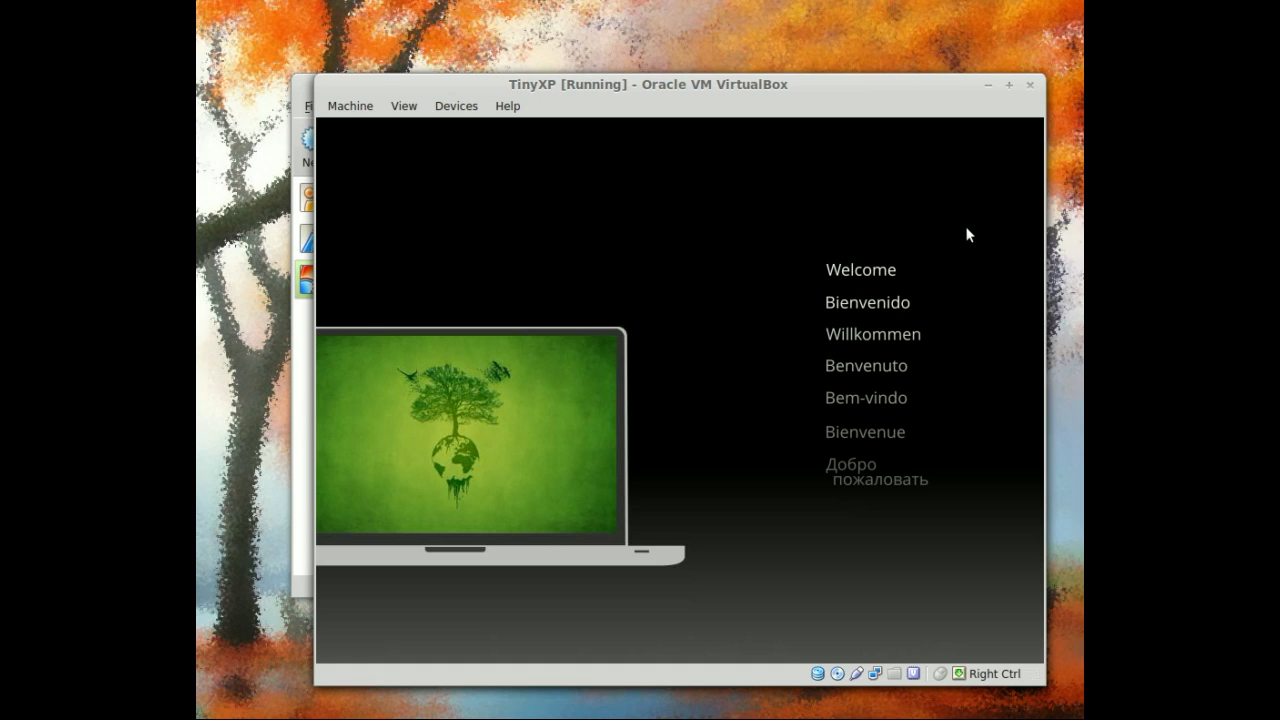 TinyXP [Running] - Oracle VM VirtualBox
Machine View Devices Help
Welcome
Bienvenido
Willkommen
Benvenuto
Bem-vindo
Bienvenue
Добро
пожаловать
Right Ctrl